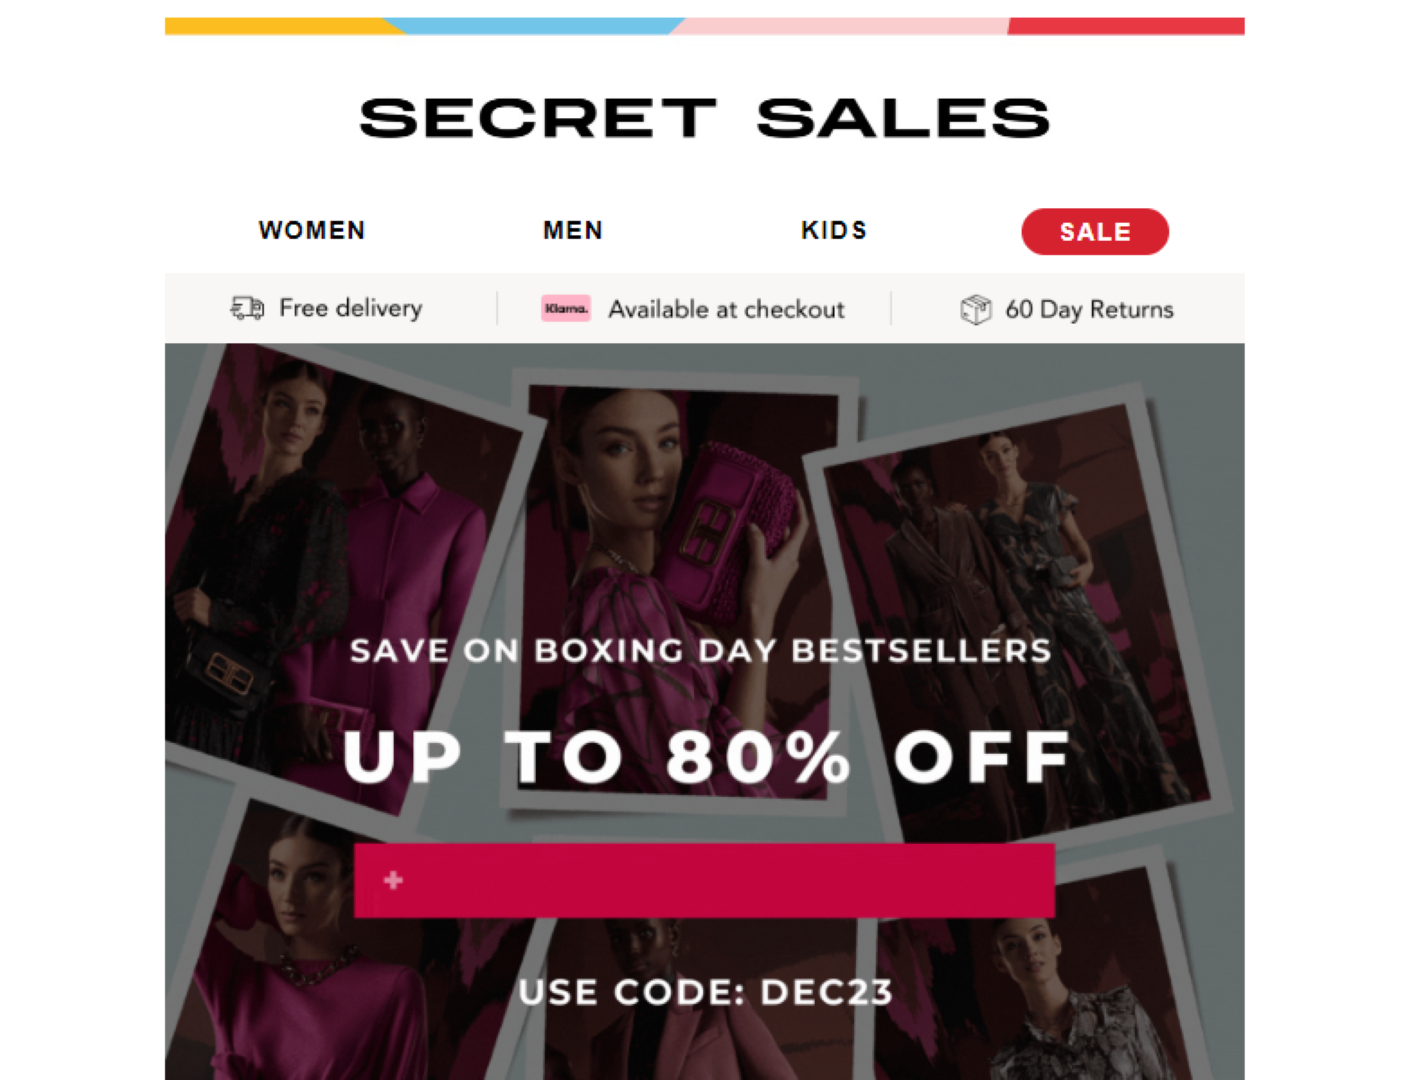 SECRET SALES
WOMEN MEN KIDS SALE
Free delivery Klarna. Available at checkout 60 Day Returns
SAVE ON BOXING DAY BESTSELLERS
UP TO 80% OFF
+
USE CODE: DEC23